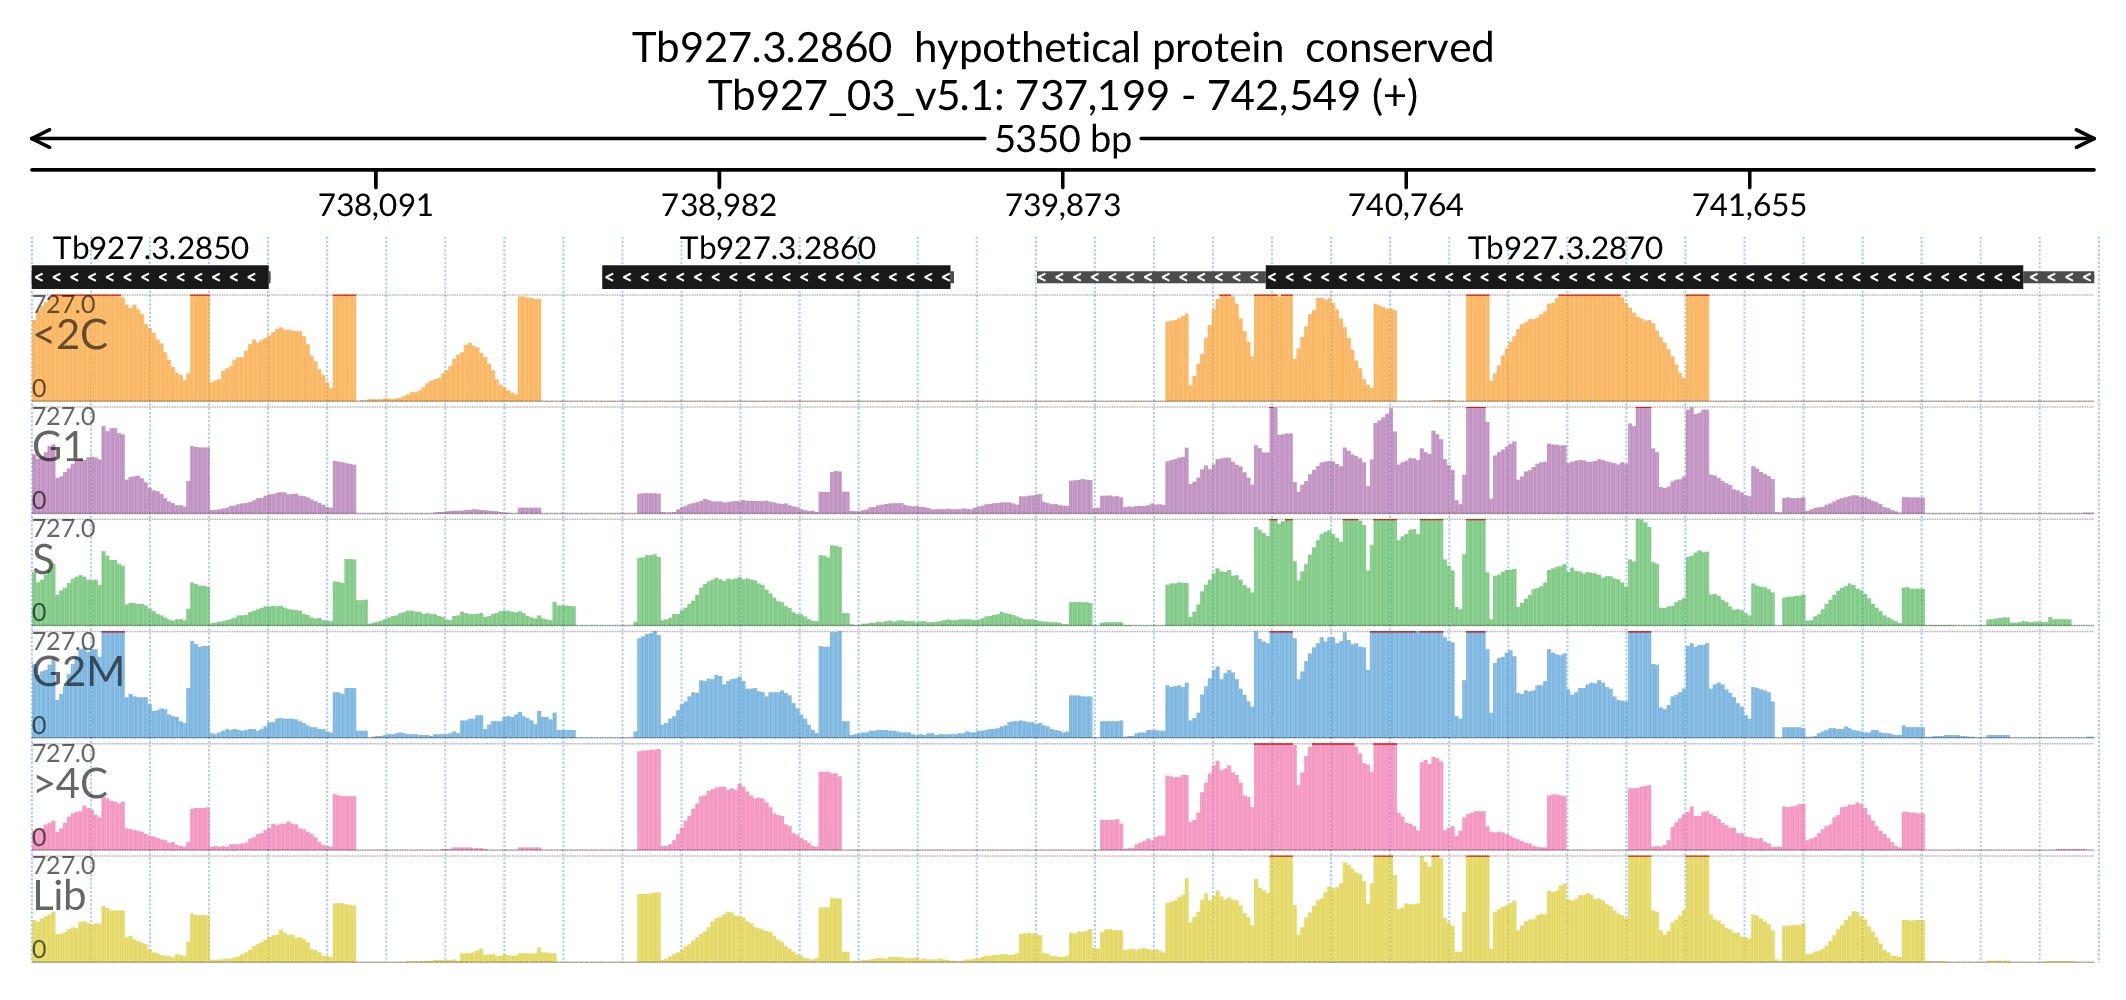 Tb927.3.2860 hypothetical protein conserved
Tb927_03_v5.1: 737,199 - 742,549 (+)
5350 bp
738,091 738,982 739,873 740,764 741,655
Tb927.3.2850 Tb927.3.2860 Tb927.3.2870
727.0
<2C
0
727.0
G1
0
727.0
S
0
727.0
G2M
0
727.0
>4C
0
727.0
Lib
0